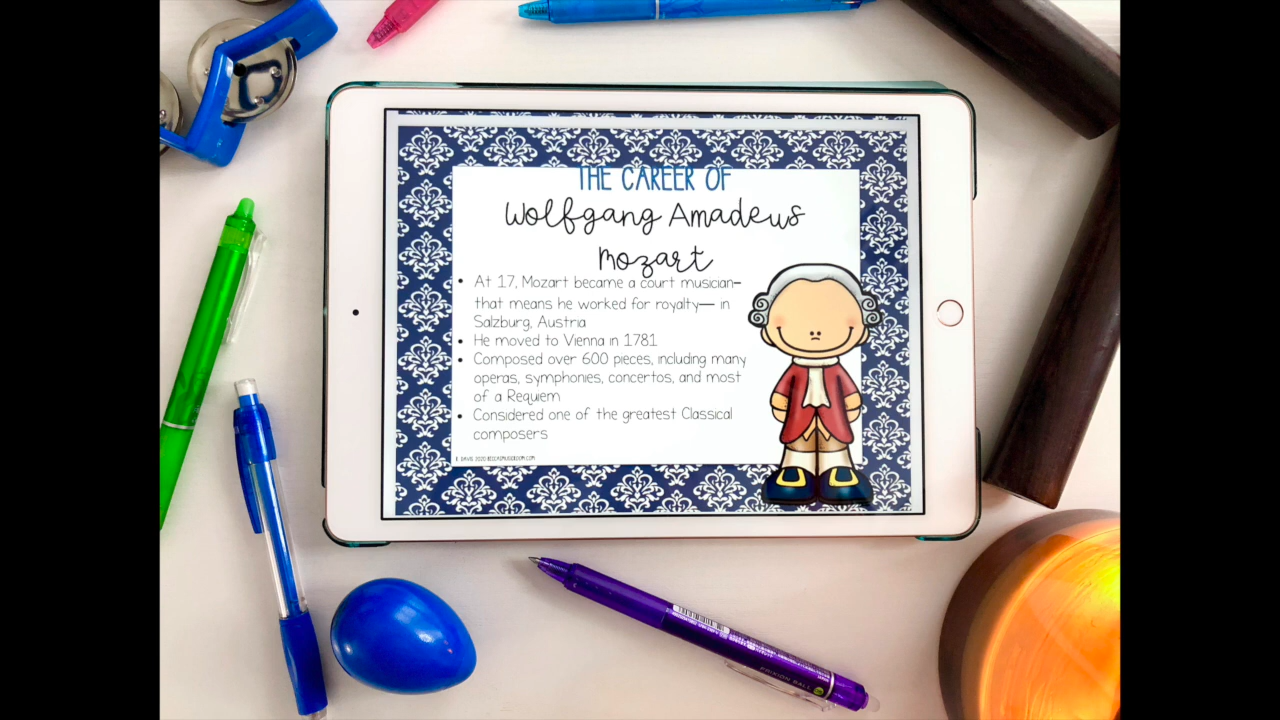 THE CAREER OF
Wolfgang Amadeus
Mozart
• At 17, Mozart became a court musician–
that means he worked for royalty— in
Salzburg, Austria
• He moved to Vienna in 1781
• Composed over 600 pieces, including many
operas, symphonies, concertos, and most
of a Requiem
• Considered one of the greatest Classical
composers
FRIXION BALL